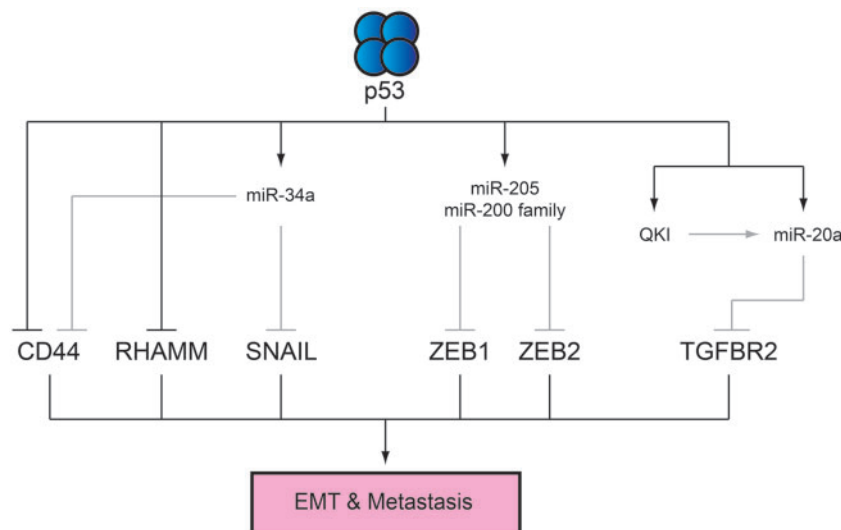 p53
miR-34a
miR-205
miR-200 family
QKI
miR-20a
CD44
RHAMM
SNAIL
ZEB1
ZEB2
TGFBR2
EMT & Metastasis